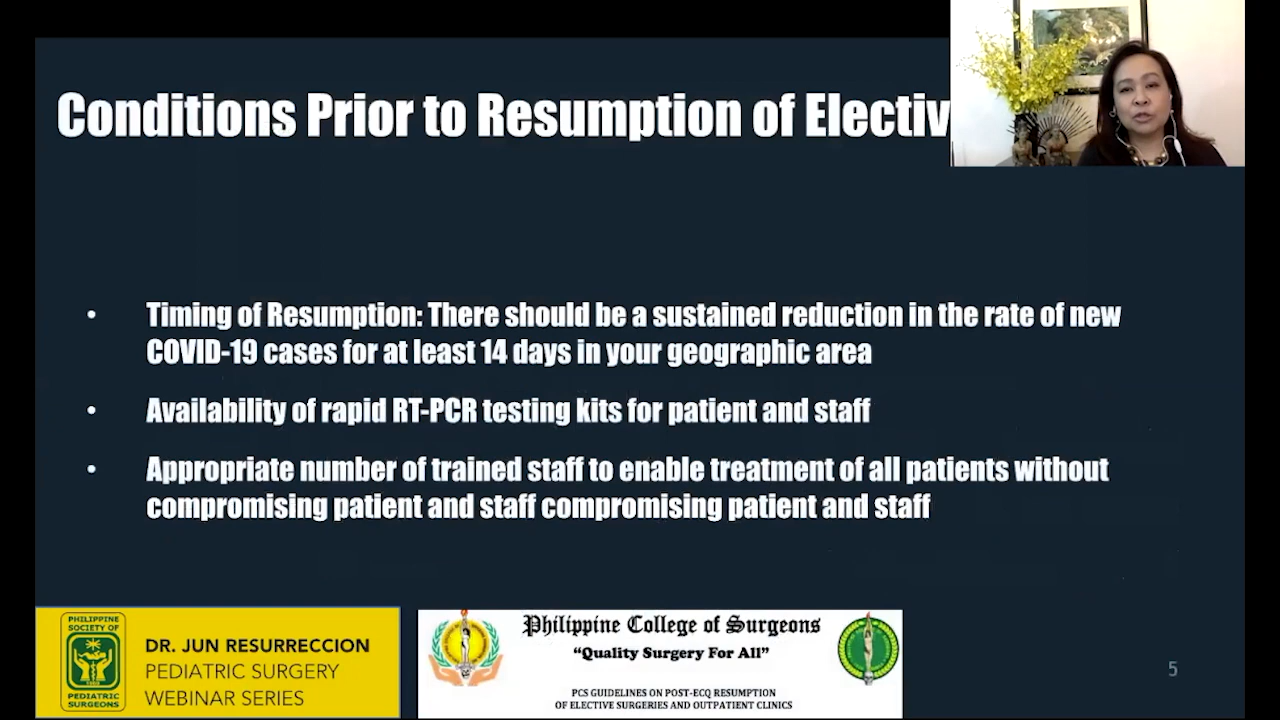 Conditions Prior to Resumption of Electiv
• Timing of Resumption: There should be a sustained reduction in the rate of new
COVID-19 cases for at least 14 days in your geographic area
• Availability of rapid RT-PCR testing kits for patient and staff
• Appropriate number of trained staff to enable treatment of all patients without
compromising patient and staff compromising patient and staff
PHILIPPINE
SOCIETY OF
PEDIATRIC
SURGEONS
DR. JUN RESURRECCION
PEDIATRIC SURGERY
WEBINAR SERIES
Philippine College of Surgeons
“Quality Surgery For All”
PCS GUIDELINES ON POST-ECQ RESUMPTION
OF ELECTIVE SURGERIES AND OUTPATIENT CLINICS
5